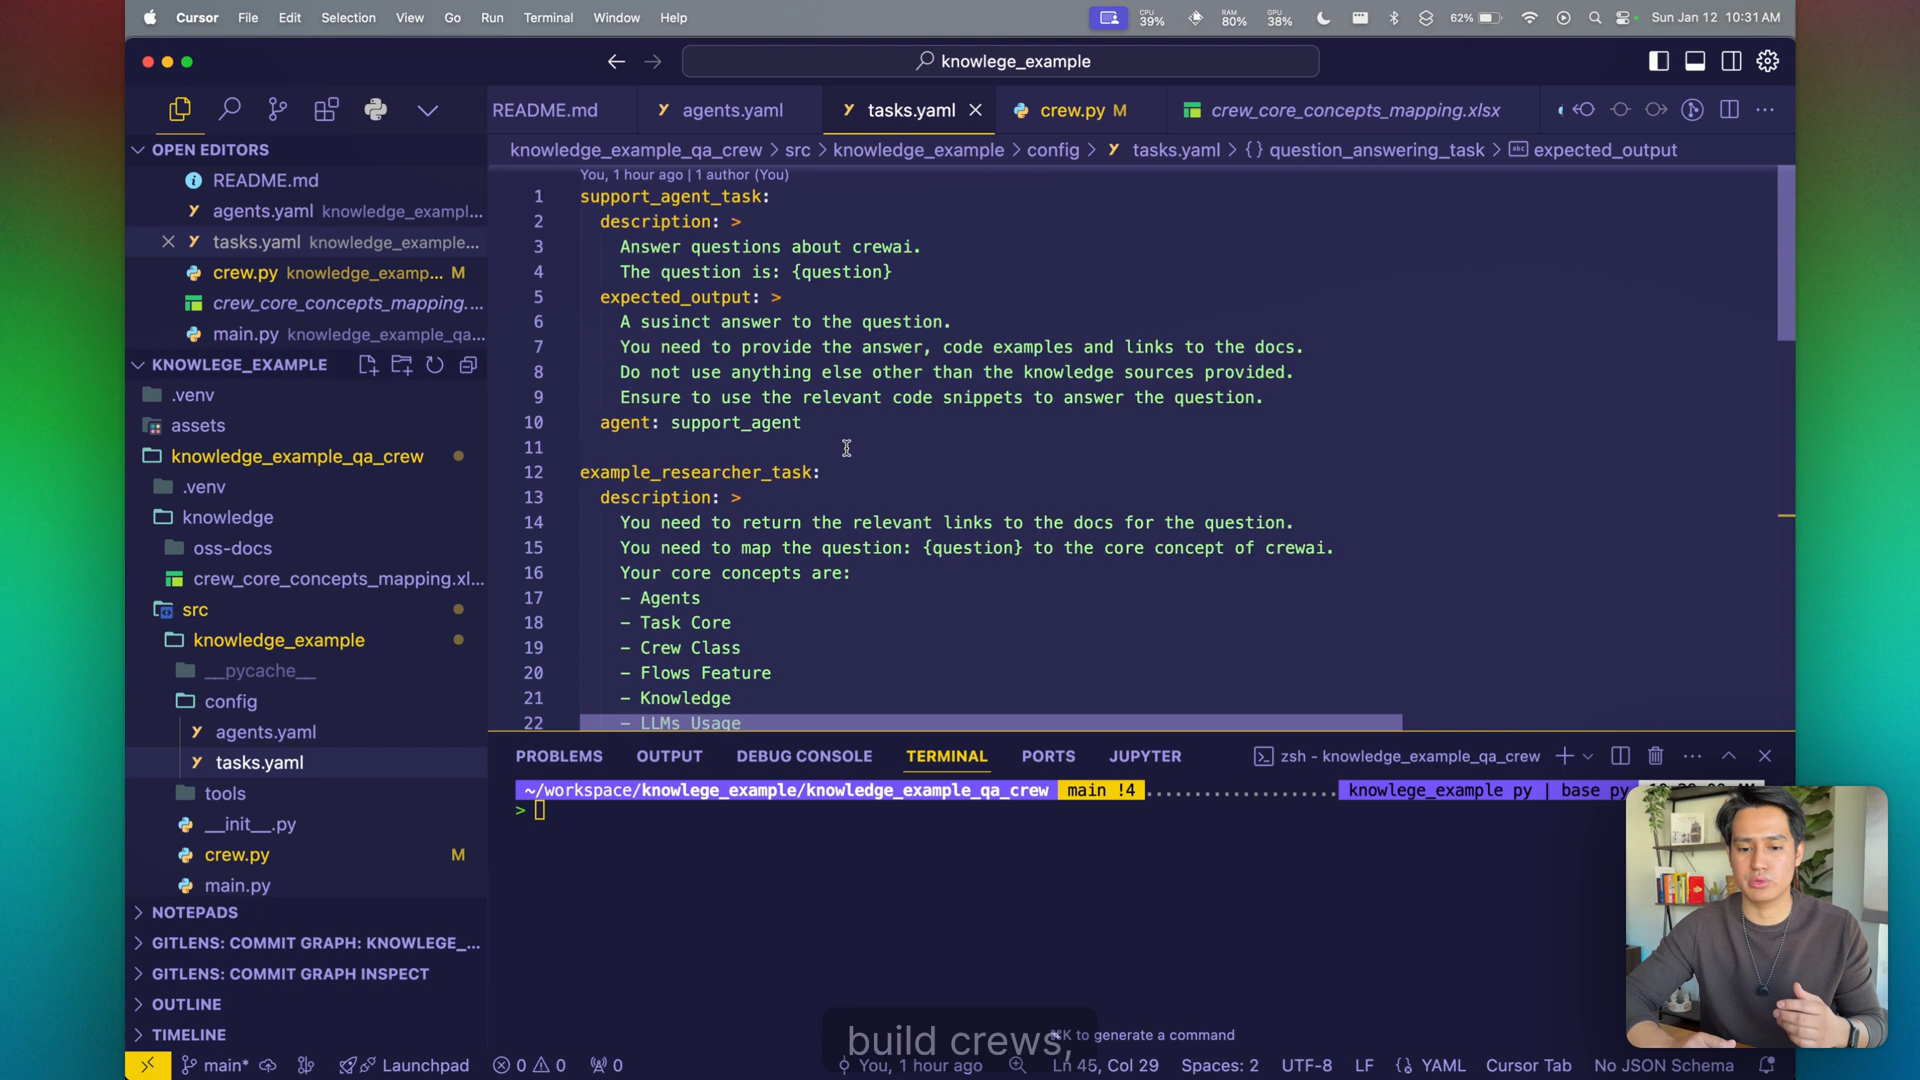 Cursor File Edit Selection View Go Run Terminal Window Help
CPU 39% RAM 80% GPU 38% 62% Sun Jan 12 10:31 AM
knowlege_example
README.md agents.yaml tasks.yaml crew.py M crew_core_concepts_mapping.xlsx
knowledge_example_qa_crew > src > knowledge_example > config > tasks.yaml > {} question_answering_task > expected_output
OPEN EDITORS
README.md
agents.yaml knowledge_exampl...
tasks.yaml knowledge_example...
crew.py knowledge_examp... M
crew_core_concepts_mapping....
main.py knowledge_example_qa...
KNOWLEGE_EXAMPLE
.venv
assets
knowledge_example_qa_crew
.venv
knowledge
oss-docs
crew_core_concepts_mapping.xl...
src
knowledge_example
__pycache__
config
agents.yaml
tasks.yaml
tools
__init__.py
crew.py M
main.py
NOTEPADS
GITLENS: COMMIT GRAPH: KNOWLEGE_...
GITLENS: COMMIT GRAPH INSPECT
OUTLINE
TIMELINE
You, 1 hour ago | 1 author (You)
1 support_agent_task:
2 description: >
3 Answer questions about crewai.
4 The question is: {question}
5 expected_output: >
6 A susinct answer to the question.
7 You need to provide the answer, code examples and links to the docs.
8 Do not use anything else other than the knowledge sources provided.
9 Ensure to use the relevant code snippets to answer the question.
10 agent: support_agent
11
12 example_researcher_task:
13 description: >
14 You need to return the relevant links to the docs for the question.
15 You need to map the question: {question} to the core concept of crewai.
16 Your core concepts are:
17 - Agents
18 - Task Core
19 - Crew Class
20 - Flows Feature
21 - Knowledge
22 - LLMs Usage
PROBLEMS OUTPUT DEBUG CONSOLE TERMINAL PORTS JUPYTER zsh - knowledge_example_qa_crew
~/workspace/knowlege_example/knowledge_example_qa_crew main !4 ................... knowlege_example py | base py
>
⌘K to generate a command
build crews,
main* Launchpad 0 0 0 You, 1 hour ago Ln 45, Col 29 Spaces: 2 UTF-8 LF {} YAML Cursor Tab No JSON Schema